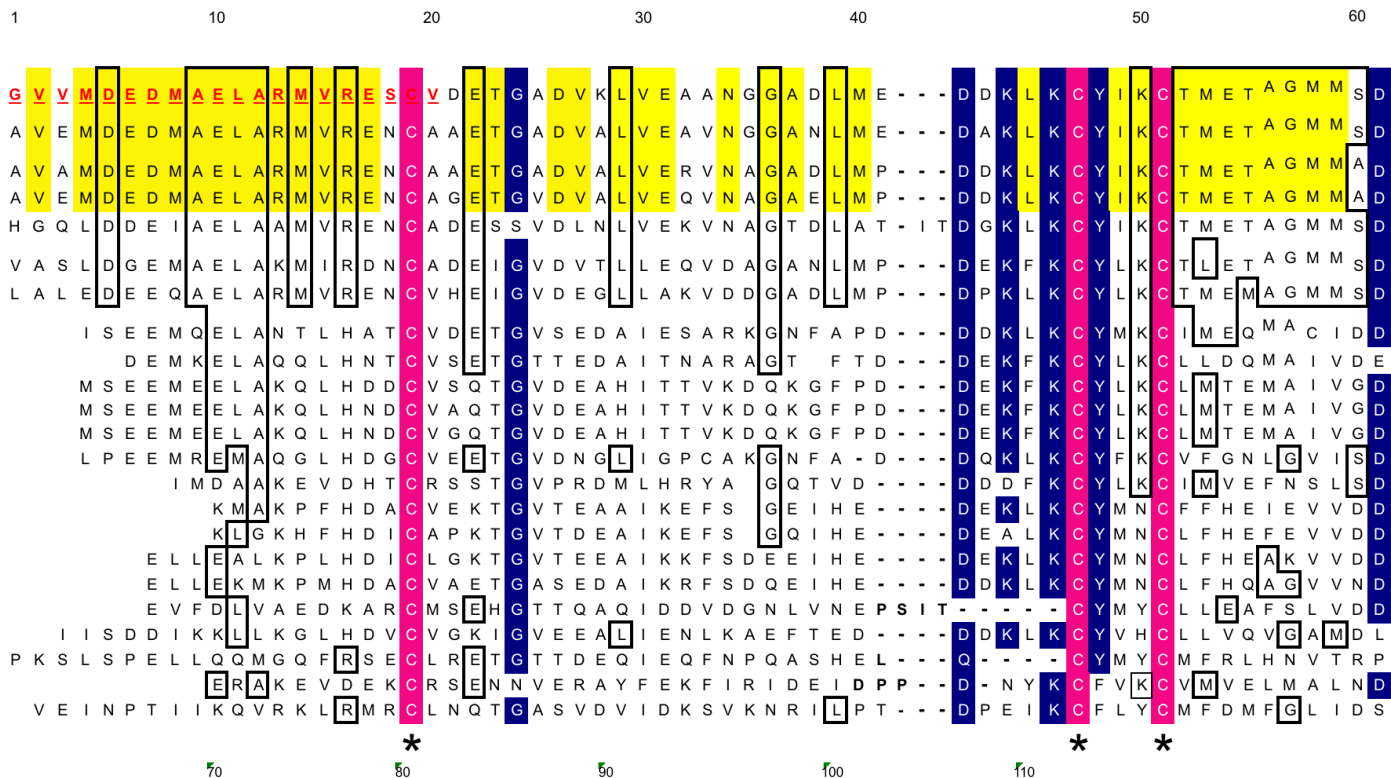 1 10 20 30 40 50 60
G V V M D E D M A E L A R M V R E S C V D E T G A D V K L V E A A N G G A D L M E - - - D D K L K C Y I K C T M E T A G M M S D
A V E M D E D M A E L A R M V R E N C A A E T G A D V A L V E A V N G G A N L M E - - - D A K L K C Y I K C T M E T A G M M S D
A V A M D E D M A E L A R M V R E N C A A E T G A D V A L V E R V N A G A D L M P - - - D D K L K C Y I K C T M E T A G M M A D
A V E M D E D M A E L A R M V R E N C A G E T G V D V A L V E Q V N A G A E L M P - - - D D K L K C Y I K C T M E T A G M M A D
H G Q L D D E I A E L A A M V R E N C A D E S S V D L N L V E K V N A G T D L A T - I T D G K L K C Y I K C T M E T A G M M S D
V A S L D G E M A E L A K M I R D N C A D E I G V D V T L L E Q V D A G A N L M P - - - D E K F K C Y L K C T L E T A G M M S D
L A L E D E E Q A E L A R M V R E N C V H E I G V D E G L L A K V D D G A D L M P - - - D P K L K C Y L K C T M E M A G M M S D
I S E E M Q E L A N T L H A T C V D E T G V S E D A I E S A R K G N F A P D - - - D D K L K C Y M K C I M E Q M A C I D D
D E M K E L A Q Q L H N T C V S E T G T T E D A I T N A R A G T F T D - - - D E K F K C Y L K C L L D Q M A I V D E
M S E E M E E L A K Q L H D D C V S Q T G V D E A H I T T V K D Q K G F P D - - - D E K F K C Y L K C L M T E M A I V G D
M S E E M E E L A K Q L H N D C V A Q T G V D E A H I T T V K D Q K G F P D - - - D E K F K C Y L K C L M T E M A I V G D
M S E E M E E L A K Q L H N D C V G Q T G V D E A H I T T V K D Q K G F P D - - - D E K F K C Y L K C L M T E M A I V G D
L P E E M R E M A Q G L H D G C V E E T G V D N G L I G P C A K G N F A - D - - - D Q K L K C Y F K C V F G N L G V I S D
I M D A A K E V D H T C R S S T G V P R D M L H R Y A G Q T V D - - - D D D F K C Y L K C I M V E F N S L S D
K M A K P F H D A C V E K T G V T E A A I K E F S G E I H E - - - D E K L K C Y M N C F F H E I E V V D D
K L G K H F H D I C A P K T G V T D E A I K E F S G Q I H E - - - D E A L K C Y M N C L F H E F E V V D D
E L L E A L K P L H D I C L G K T G V T E E A I K K F S D E E I H E - - - D E K L K C Y M N C L F H E A K V V D D
E L L E K M K P M H D A C V A E T G A S E D A I K R F S D Q E I H E - - - D D K L K C Y M N C L F H Q A G V V N D
E V F D L V A E D K A R C M S E H G T T Q A Q I D D V D G N L V N E P S I T - - - - - C Y M Y C L L E A F S L V D D
I I S D D I K K L L K G L H D V C V G K I G V E E A L I E N L K A E F T E D - - - - D D K L K C Y V H C L L V Q V G A M D L
P K S L S P E L L Q Q M G Q F R S E C L R E T G T T D E Q I E Q F N P Q A S H E L - - - Q - - - - C Y M Y C M F R L H N V T R P
E R A K E V D E K C R S E N N V E R A Y F E K F I R I D E I D P P - - D - N Y K C F V K C V M V E L M A L N D
V E I N P T I I K Q V R K L R M R C L N Q T G A S V D V I D K S V K N R I L P T - - - D P E I K C F L Y C M F D M F G L I D S
* * *
70 80 90 100 110